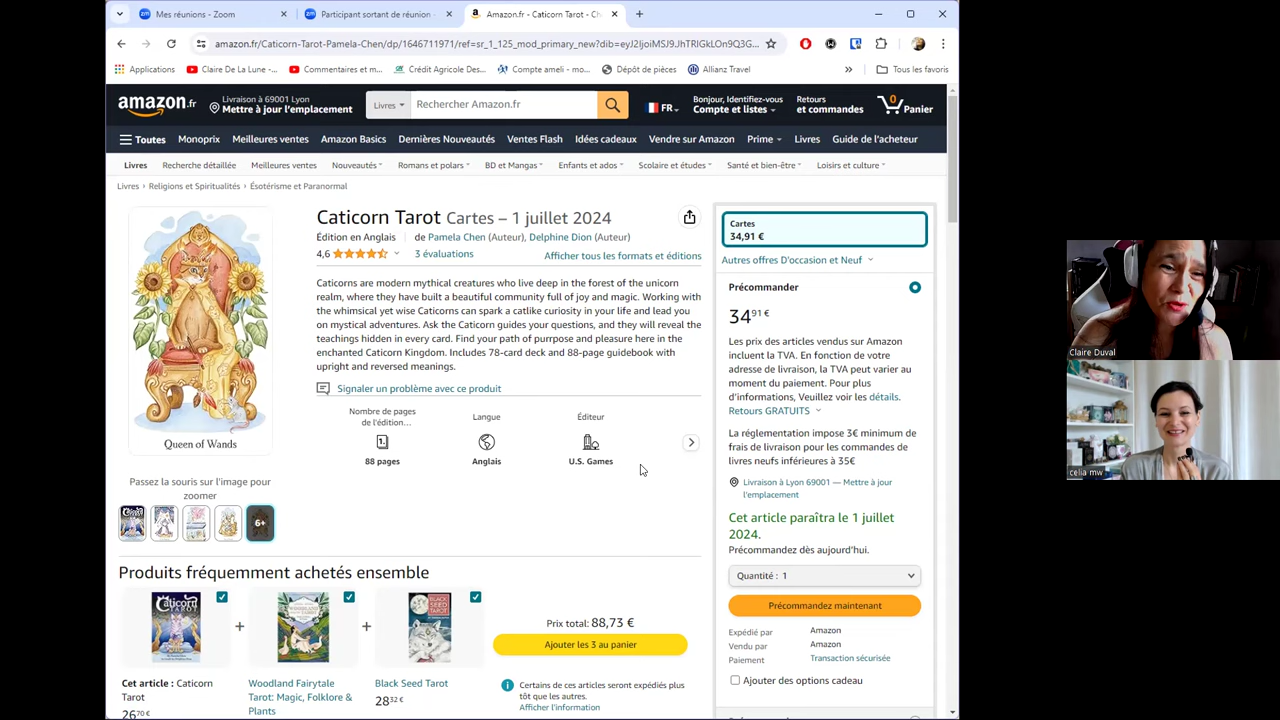 Mes réunions - Zoom
Participant sortant de réunion -
Amazon.fr - Caticorn Tarot - Ch
amazon.fr/Caticorn-Tarot-Pamela-Chen/dp/1646711971/ref=sr_1_125_mod_primary_new?dib=eyJ2IjoiMSJ9.JhTRIGkLOn9Q3G...
Applications
Claire De La Lune -...
Commentaires et m...
Crédit Agricole Des...
Compte ameli - mo...
Dépôt de pièces
Allianz Travel
Tous les favoris
amazon.fr
Livraison à 69001 Lyon
Mettre à jour l'emplacement
Livres
Rechercher Amazon.fr
FR
Bonjour, Identifiez-vous
Compte et listes
Retours
et commandes
0
Panier
Toutes
Monoprix
Meilleures ventes
Amazon Basics
Dernières Nouveautés
Ventes Flash
Idées cadeaux
Vendre sur Amazon
Prime
Livres
Guide de l'acheteur
Livres
Recherche détaillée
Meilleures ventes
Nouveautés
Romans et polars
BD et Mangas
Enfants et ados
Scolaire et études
Santé et bien-être
Loisirs et culture
Livres › Religions et Spiritualités › Ésotérisme et Paranormal
Queen of Wands
Passez la souris sur l'image pour
zoomer
6+
Caticorn Tarot Cartes – 1 juillet 2024
Édition en Anglais
de Pamela Chen (Auteur), Delphine Dion (Auteur)
4,6
3 évaluations
Afficher tous les formats et éditions
Caticorns are modern mythical creatures who live deep in the forest of the unicorn
realm, where they have built a beautiful community full of joy and magic. Working with
the whimsical yet wise Caticorns can spark a catlike curiosity in your life and lead you
on mystical adventures. Ask the Caticorn guides your questions, and they will reveal the
teachings hidden in every card. Find your path of purrpose and pleasure here in the
enchanted Caticorn Kingdom. Includes 78-card deck and 88-page guidebook with
upright and reversed meanings.
Signaler un problème avec ce produit
Nombre de pages
de l'édition...
88 pages
Langue
Anglais
Éditeur
U.S. Games
Cartes
34,91 €
Autres offres D'occasion et Neuf
Précommander
34,91 €
Les prix des articles vendus sur Amazon
incluent la TVA. En fonction de votre
adresse de livraison, la TVA peut varier au
moment du paiement. Pour plus
d'informations, Veuillez voir les détails.
Retours GRATUITS
La réglementation impose 3€ minimum de
frais de livraison pour les commandes de
livres neufs inférieures à 35€
Livraison à Lyon 69001 — Mettre à jour
l'emplacement
Cet article paraîtra le 1 juillet
2024.
Précommandez dès aujourd'hui.
Quantité : 1
Précommandez maintenant
Expédié par
Amazon
Vendu par
Amazon
Paiement
Transaction sécurisée
Ajouter des options cadeau
Produits fréquemment achetés ensemble
Caticorn
TAROT
+
+
BLACK
SEED
TAROT
Prix total: 88,73 €
Ajouter les 3 au panier
Certains de ces articles seront expédiés plus
tôt que les autres.
Afficher l'information
Cet article : Caticorn
Tarot
26,70 €
Woodland Fairytale
Tarot: Magic, Folklore &
Plants
Black Seed Tarot
28,32 €
Claire Duval
celia mw